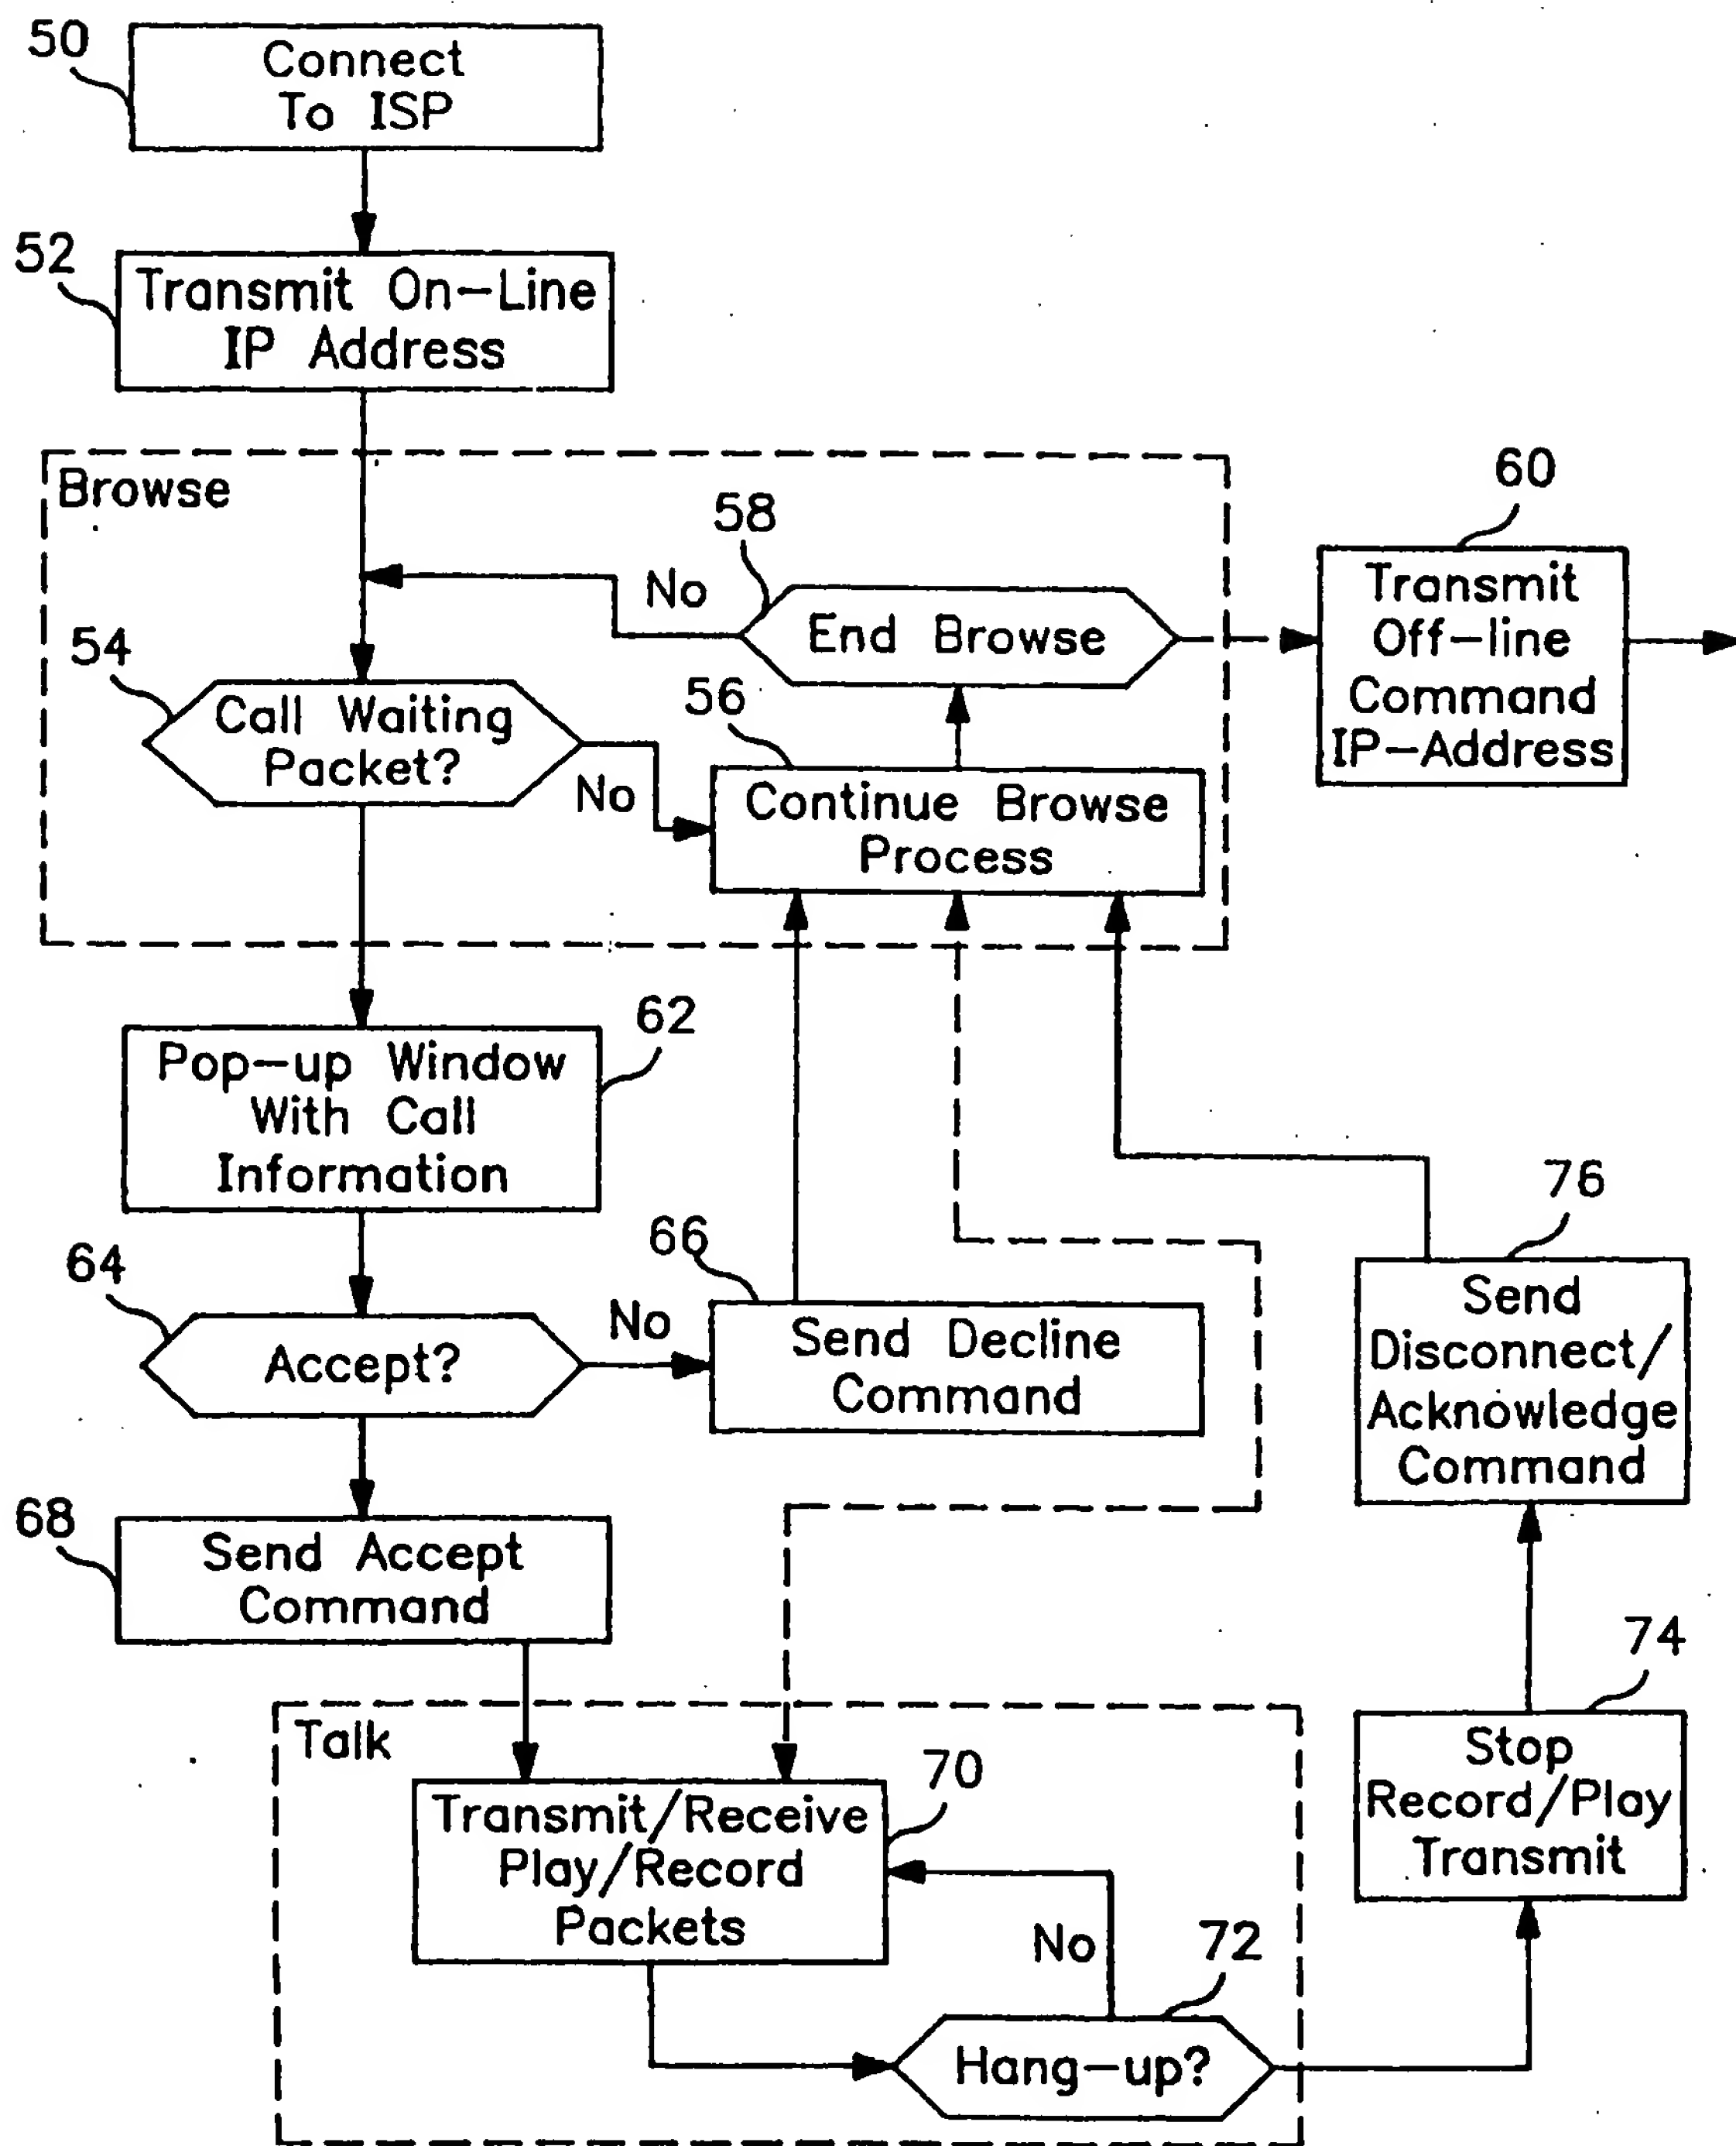 50
Connect
To ISP
52
Transmit On-Line
IP Address
Browse
58
No
End Browse
60
Transmit
Off-line
Command
IP-Address
54
Call Waiting
Packet?
No
56
Continue Browse
Process
62
Pop-up Window
With Call
Information
64
Accept?
No
66
Send Decline
Command
76
Send
Disconnect/
Acknowledge
Command
68
Send Accept
Command
74
Stop
Record/Play
Transmit
Talk
70
Transmit/Receive
Play/Record
Packets
No
72
Hang-up?